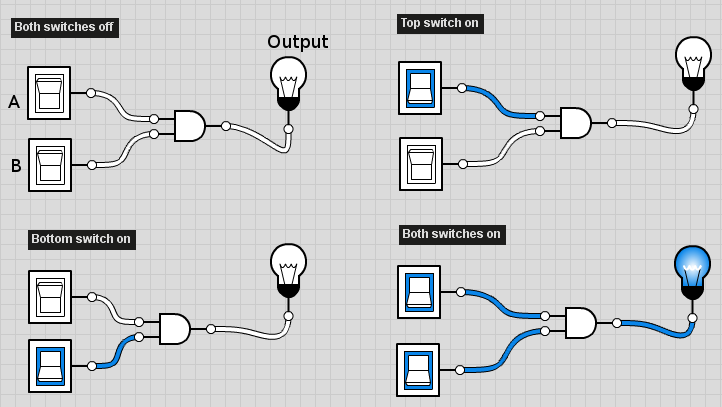 Both switches off
Output
A
B
Top switch on
Bottom switch on
Both switches on